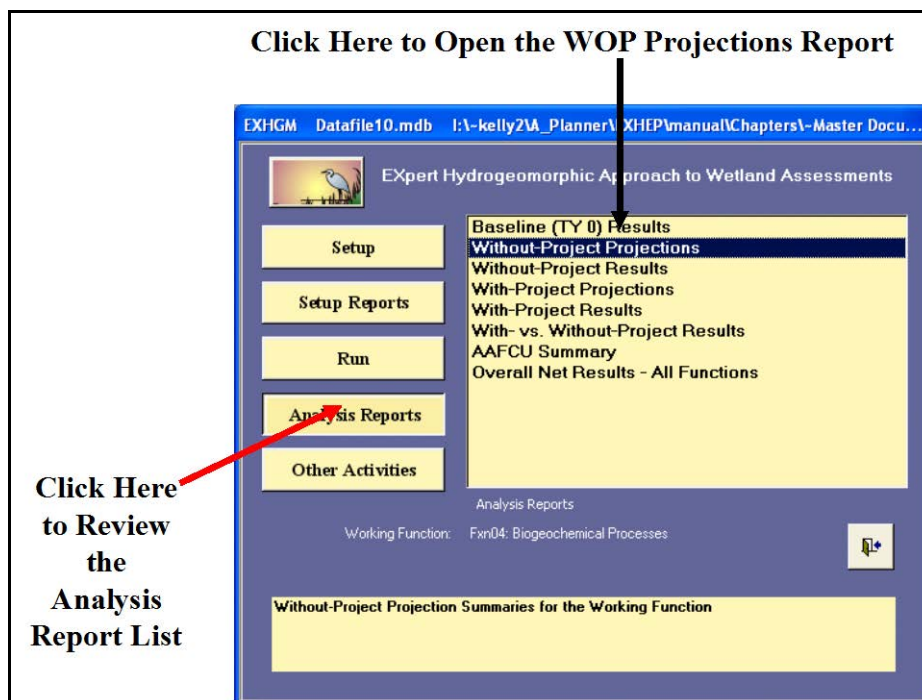 Click Here to Open the WOP Projections Report
EXHGM Datafile10.mdb I:\~kelly2\A_Planner\EXHEP\manual\Chapters\~Master Docu...
EXpert Hydrogeomorphic Approach to Wetland Assessments
Setup
Setup Reports
Run
Analysis Reports
Other Activities
Baseline (TY 0) Results
Without-Project Projections
Without-Project Results
With-Project Projections
With-Project Results
With- vs. Without-Project Results
AAFCU Summary
Overall Net Results - All Functions
Analysis Reports
Working Function: Fxn04: Biogeochemical Processes
Without-Project Projection Summaries for the Working Function
Click Here
to Review
the
Analysis
Report List